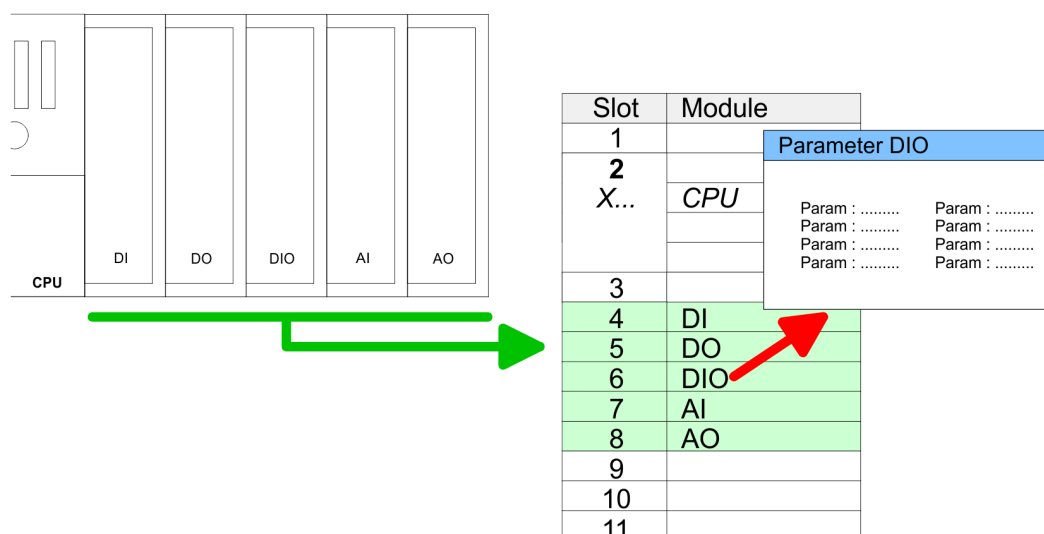 DI DO DIO AI AO
CPU
Slot Module
1
2
X... CPU
3
4 DI
5 DO
6 DIO
7 AI
8 AO
9
10
11
Parameter DIO
Param : ......... Param : .........
Param : ......... Param : .........
Param : ......... Param : .........
Param : ......... Param : .........